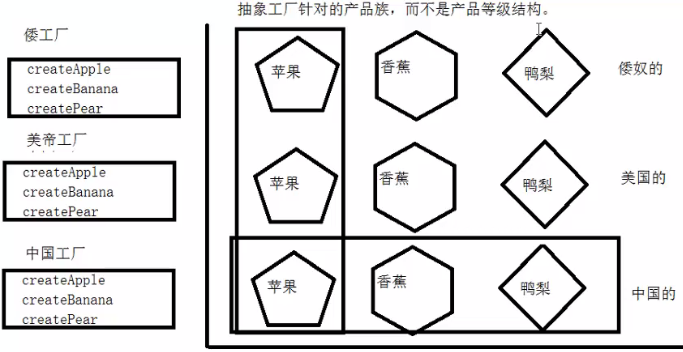 抽象工厂针对的产品族，而不是产品等级结构。
倭工厂
createApple
createBanana
createPear
苹果
香蕉
鸭梨
倭奴的
美帝工厂
createApple
createBanana
createPear
苹果
香蕉
鸭梨
美国的
中国工厂
createApple
createBanana
createPear
苹果
香蕉
鸭梨
中国的